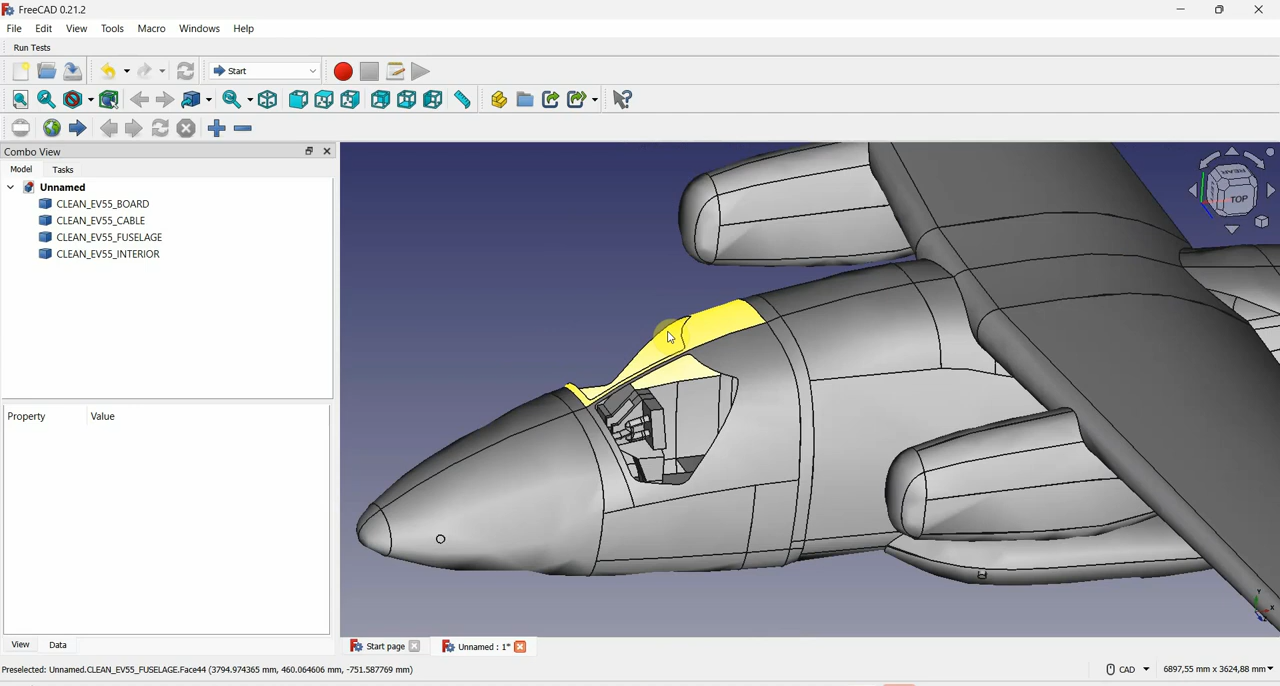 FreeCAD 0.21.2
File Edit View Tools Macro Windows Help
Run Tests
Start
Combo View
Model Tasks
Unnamed
CLEAN_EV55_BOARD
CLEAN_EV55_CABLE
CLEAN_EV55_FUSELAGE
CLEAN_EV55_INTERIOR
REAR
TOP
Y
X
Property Value
View Data
Start page Unnamed : 1*
Preselected: Unnamed.CLEAN_EV55_FUSELAGE.Face44 (3794.974365 mm, 460.064606 mm, -751.587769 mm) CAD 6897,55 mm x 3624,88 mm